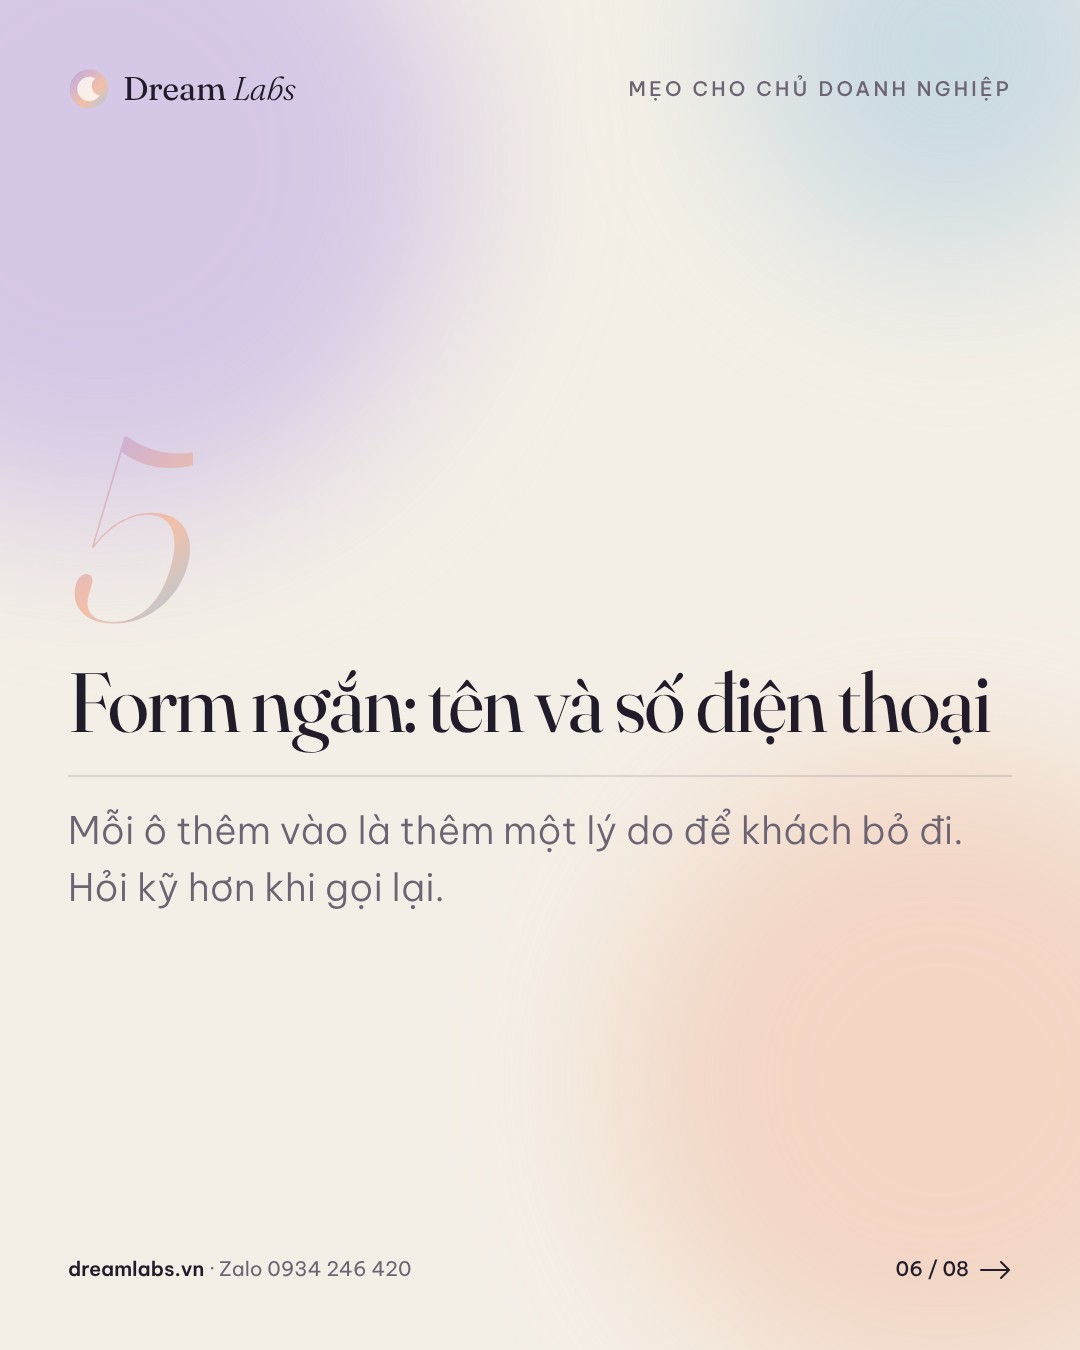 Dream Labs
MẸO CHO CHỦ DOANH NGHIỆP
5
Form ngắn: tên và số điện thoại
Mỗi ô thêm vào là thêm một lý do để khách bỏ đi.
Hỏi kỹ hơn khi gọi lại.
dreamlabs.vn · Zalo 0934 246 420
06 / 08 →